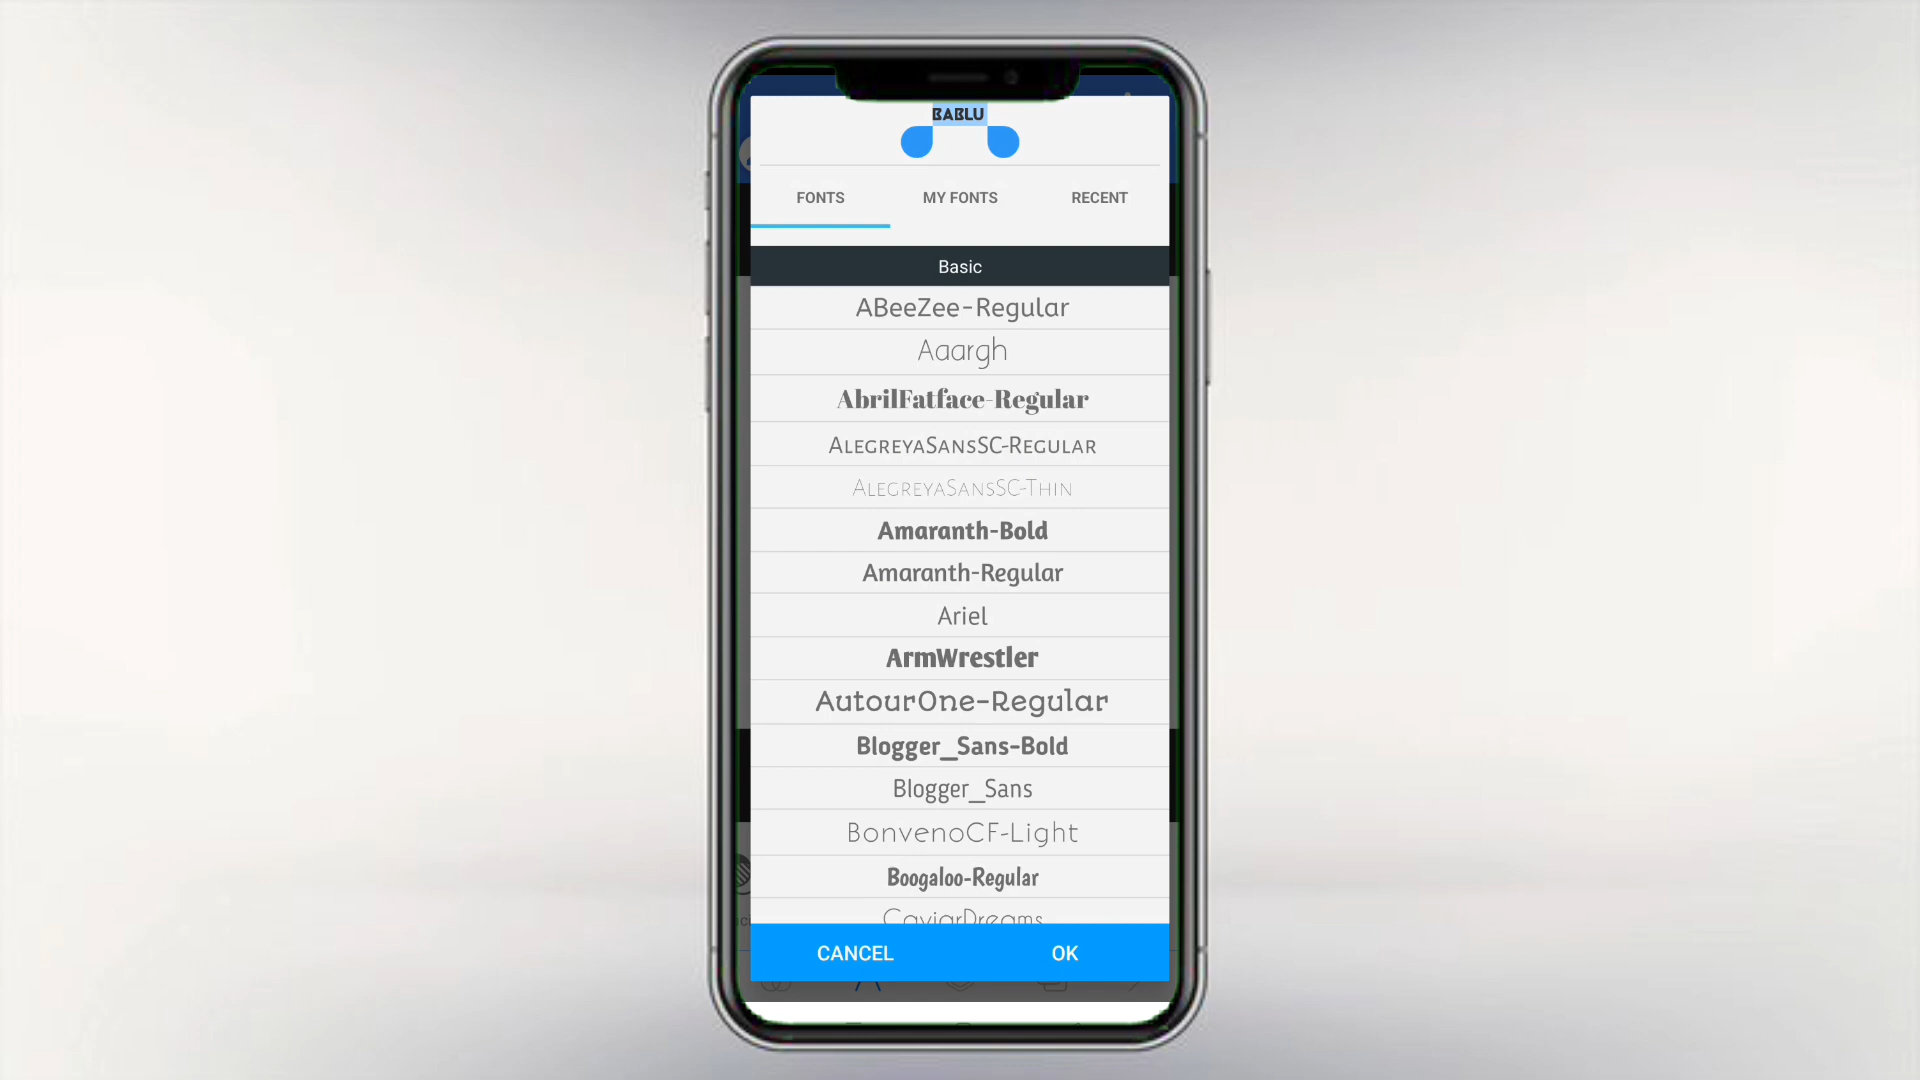 BABLU
FONTS MY FONTS RECENT
Basic
ABeeZee-Regular
Aaargh
AbrilFatface-Regular
AlegreyaSansSC-Regular
AlegreyaSansSC-Thin
Amaranth-Bold
Amaranth-Regular
Ariel
ArmWrestler
AutourOne-Regular
Blogger_Sans-Bold
Blogger_Sans
BonvenoCF-Light
Boogaloo-Regular
CaviarDreams
CANCEL OK